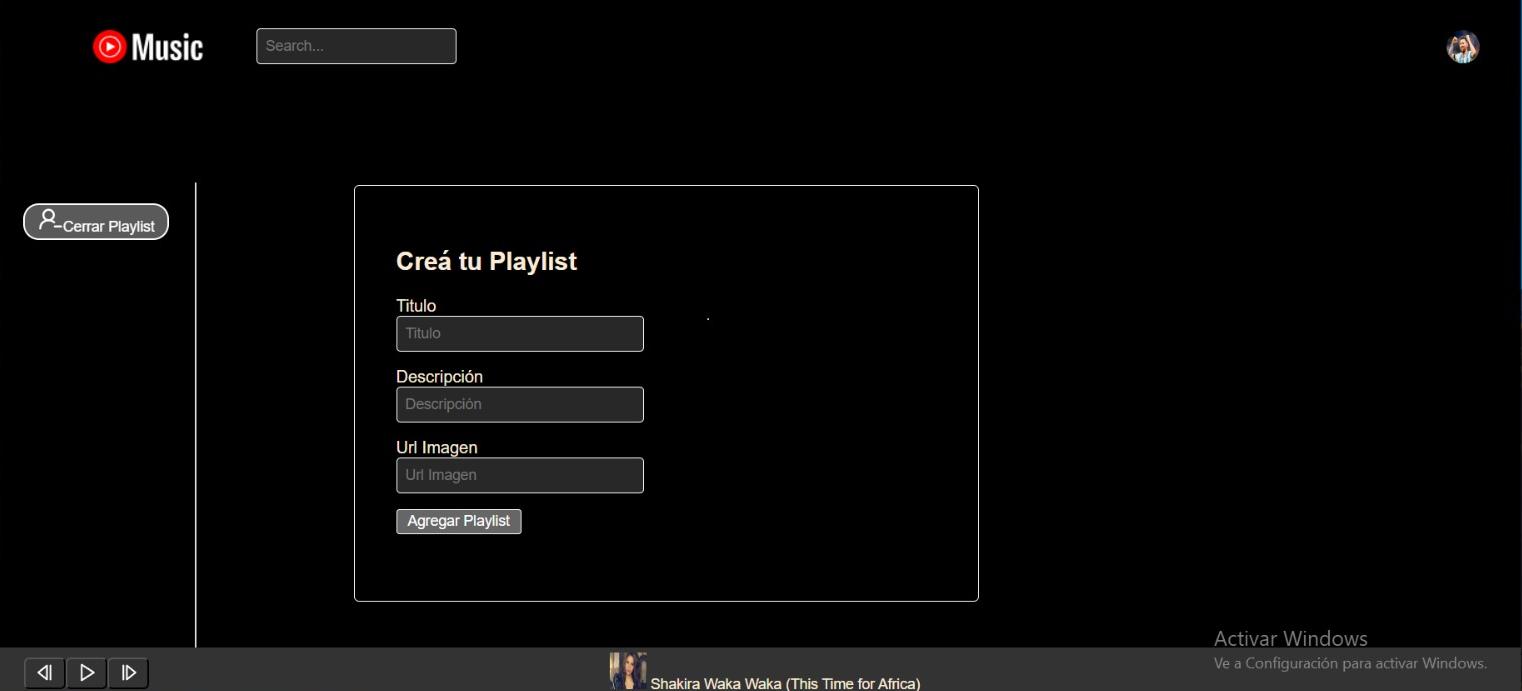 Music
Search...
Cerrar Playlist
Creá tu Playlist
Titulo
Titulo
Descripción
Descripción
Url Imagen
Url Imagen
Agregar Playlist
Activar Windows
Ve a Configuración para activar Windows.
Shakira Waka Waka (This Time for Africa)